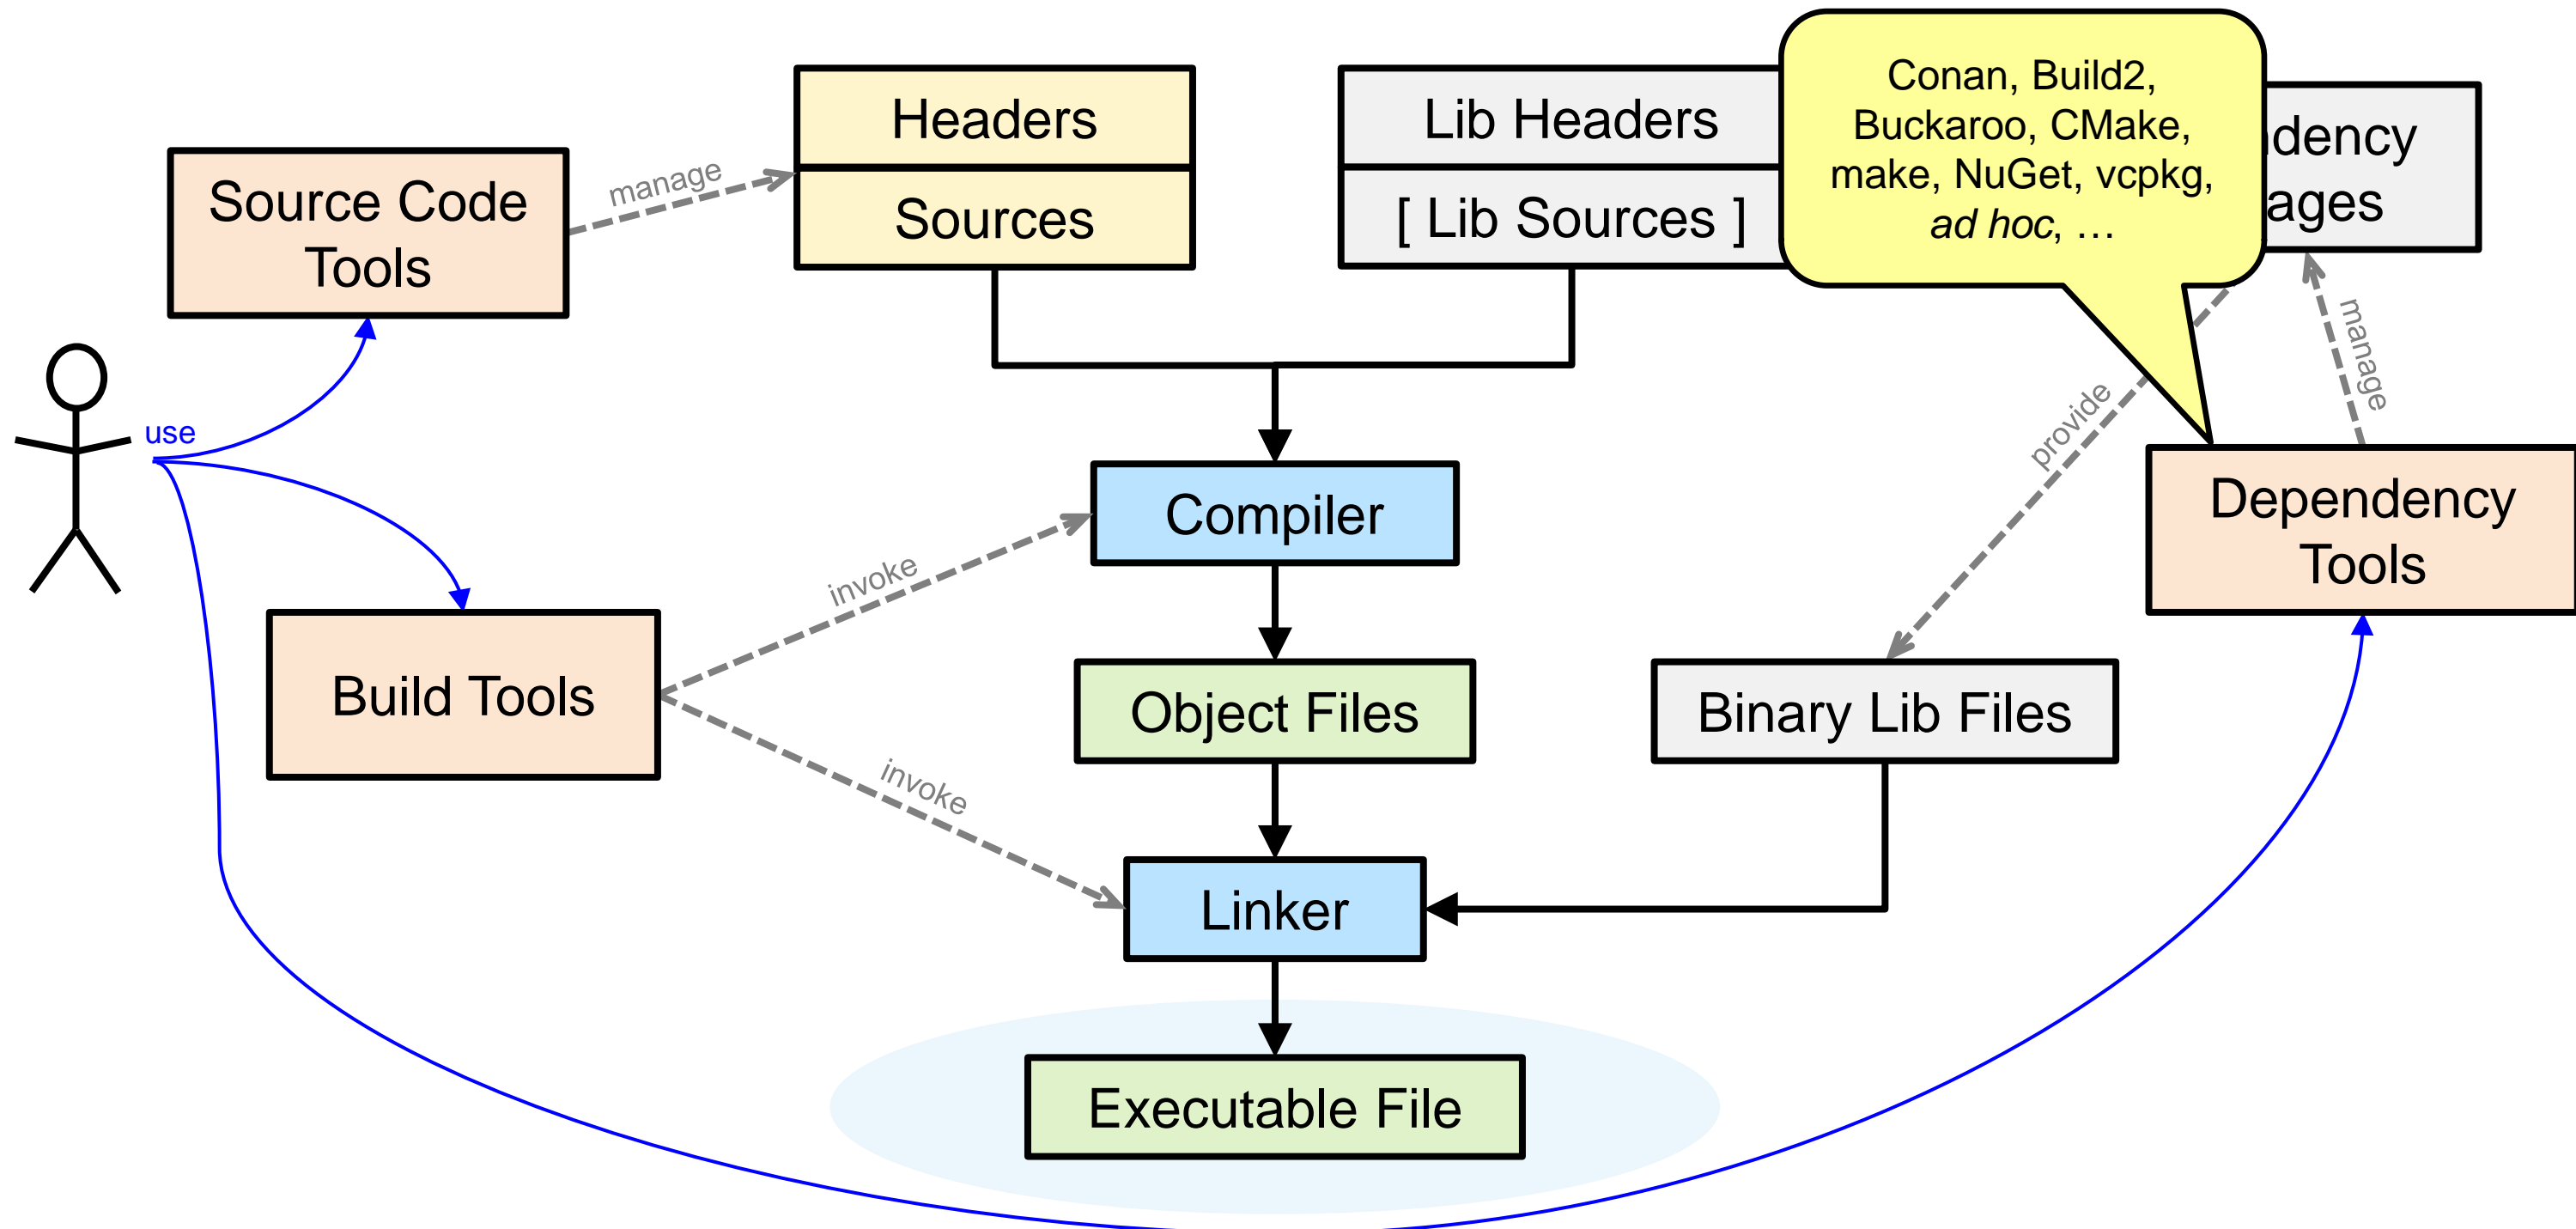 Conan, Build2,
Buckaroo, CMake,
make, NuGet, vcpkg,
ad hoc, …
Headers
Sources
Lib Headers
[ Lib Sources ]
dency
ages
Source Code
Tools
manage
manage
use
provide
Compiler
Dependency
Tools
invoke
Build Tools
Object Files
Binary Lib Files
invoke
Linker
Executable File